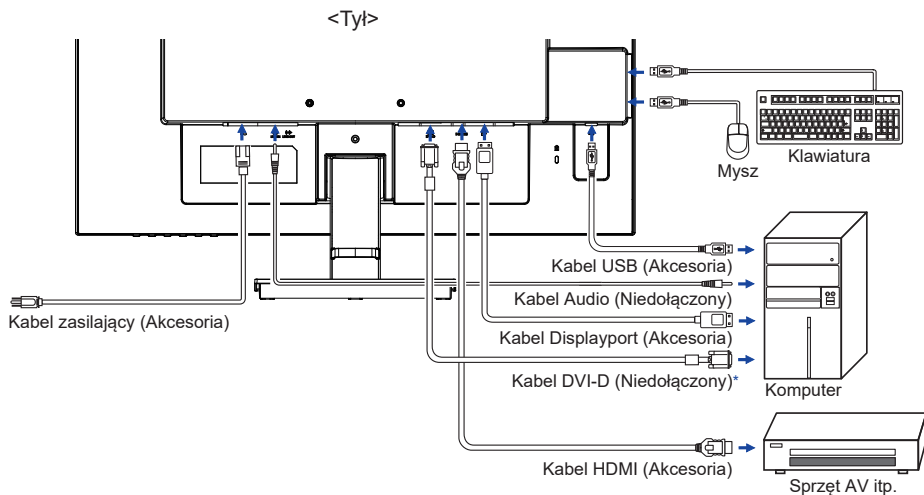 <Tył>
Klawiatura
Mysz
Kabel USB (Akcesoria)
Kabel Audio (Niedołączony)
Kabel zasilający (Akcesoria)
Kabel Displayport (Akcesoria)
Kabel DVI-D (Niedołączony)*
Komputer
Kabel HDMI (Akcesoria)
Sprzęt AV itp.